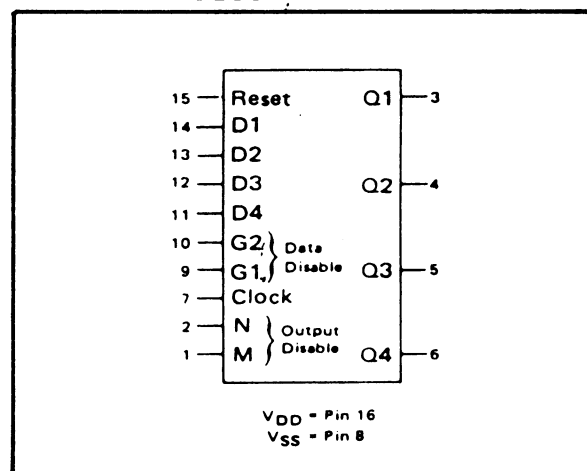 15 Reset Q1 3
14 D1
13 D2
12 D3 Q2 4
11 D4
10 G2 Data
9 G1 Disable Q3 5
7 Clock
2 N Output
1 M Disable Q4 6
VDD = Pin 16
VSS = Pin 8